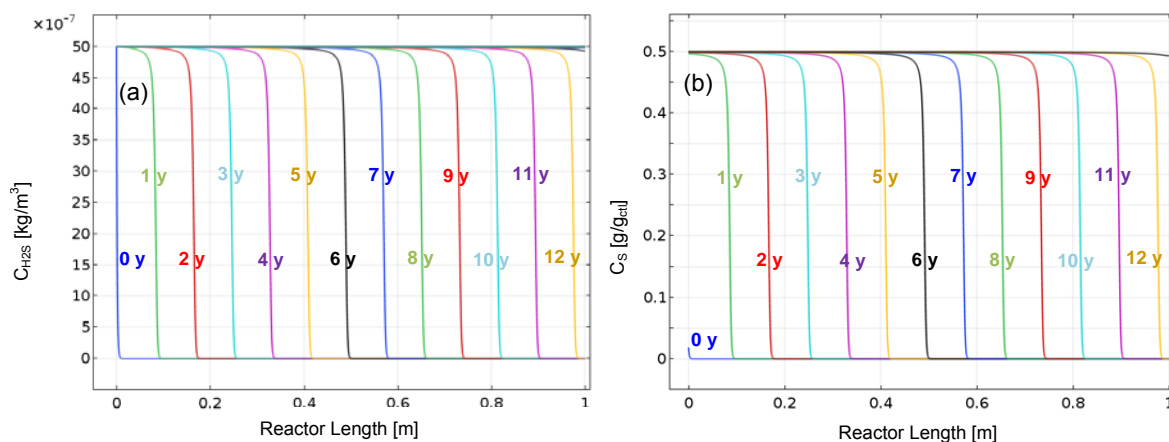 ×10⁻⁷
50
45
40
35
30
25
20
15
10
5
0
C_H2S [kg/m³]
(a)
1 y
3 y
5 y
7 y
9 y
11 y
0 y
2 y
4 y
6 y
8 y
10 y
12 y
0
0.2
0.4
0.6
0.8
1
Reactor Length [m]
0.5
0.4
0.3
0.2
0.1
0
C_S [g/g_ctl]
(b)
1 y
3 y
5 y
7 y
9 y
11 y
2 y
4 y
6 y
8 y
10 y
12 y
0 y
0
0.2
0.4
0.6
0.8
1
Reactor Length [m]